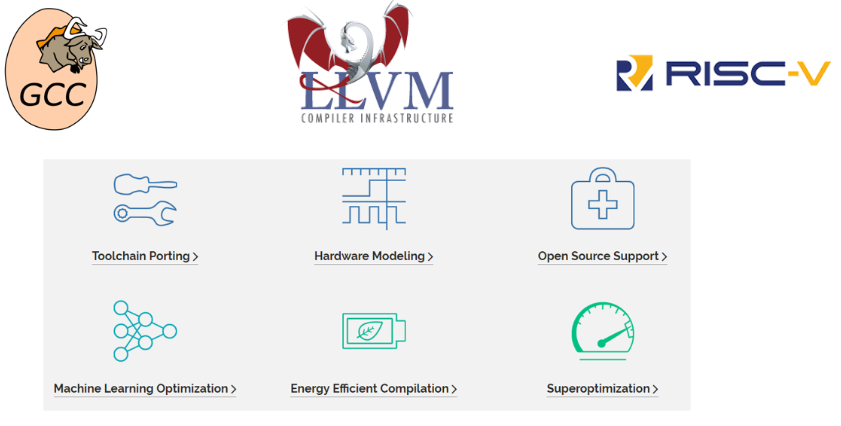 GCC
LLVM
COMPILER INFRASTRUCTURE
RISC-V
Toolchain Porting >
Hardware Modeling >
Open Source Support >
Machine Learning Optimization >
Energy Efficient Compilation >
Superoptimization >